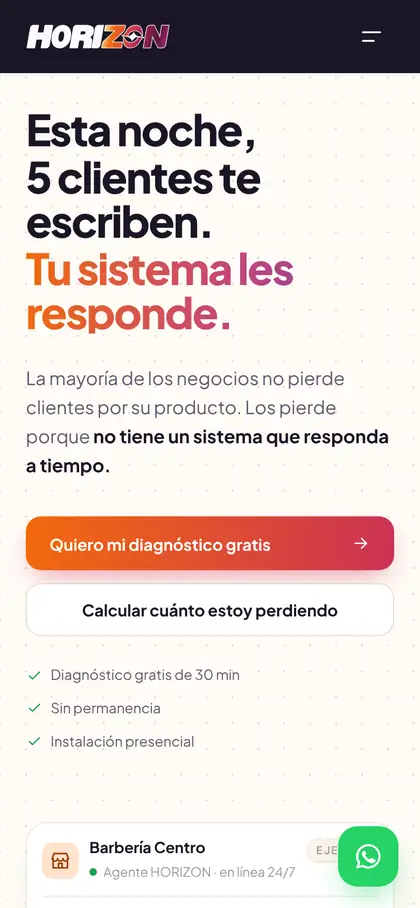 HORIZON
Esta noche,
5 clientes te
escriben.
Tu sistema les
responde.
La mayoría de los negocios no pierde
clientes por su producto. Los pierde
porque no tiene un sistema que responda
a tiempo.
Quiero mi diagnóstico gratis →
Calcular cuánto estoy perdiendo
Diagnóstico gratis de 30 min
Sin permanencia
Instalación presencial
Barbería Centro
Agente HORIZON · en línea 24/7